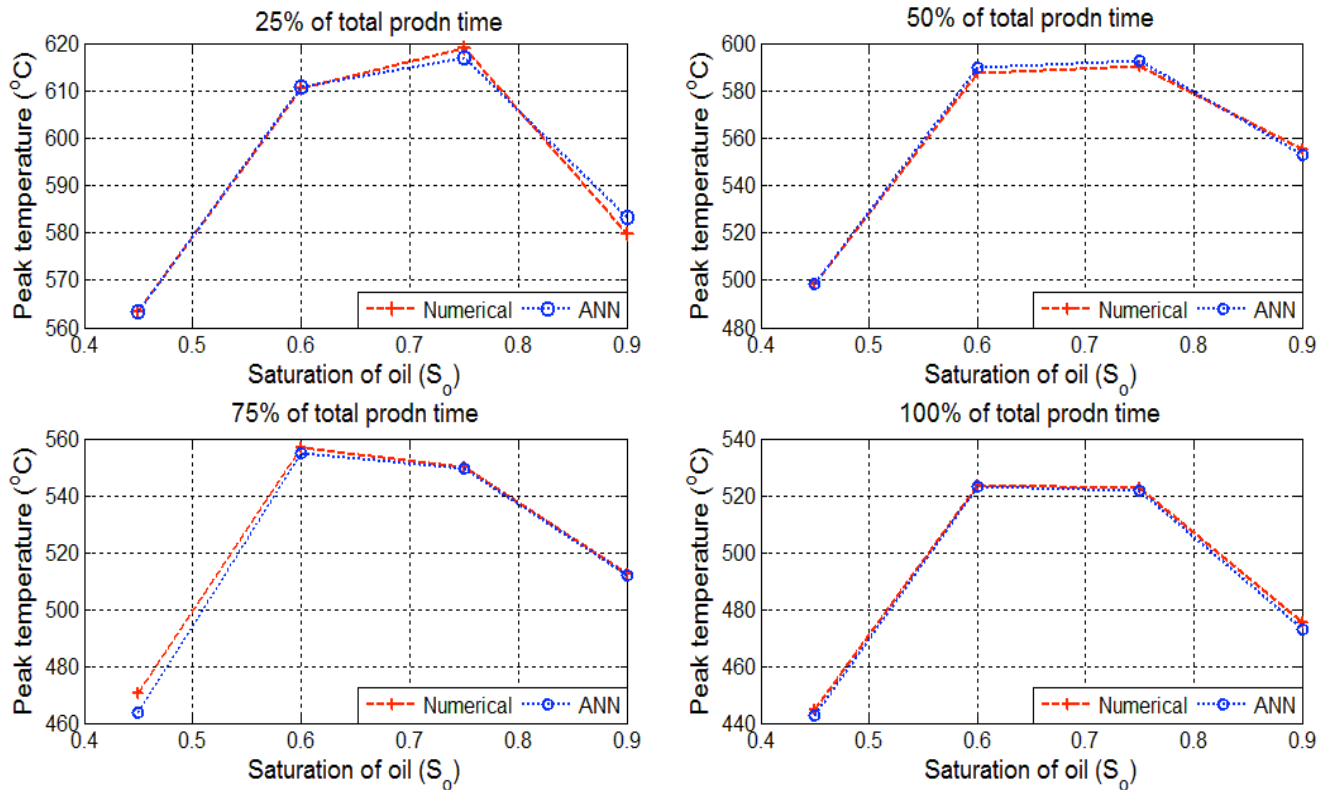 25% of total prodn time
Peak temperature (°C)
620
610
600
590
580
570
560
Numerical ANN
0.4 0.5 0.6 0.7 0.8 0.9
Saturation of oil (So)
50% of total prodn time
Peak temperature (°C)
600
580
560
540
520
500
480
Numerical ANN
0.4 0.5 0.6 0.7 0.8 0.9
Saturation of oil (So)
75% of total prodn time
Peak temperature (°C)
560
540
520
500
480
460
Numerical ANN
0.4 0.5 0.6 0.7 0.8 0.9
Saturation of oil (So)
100% of total prodn time
Peak temperature (°C)
540
520
500
480
460
440
Numerical ANN
0.4 0.5 0.6 0.7 0.8 0.9
Saturation of oil (So)